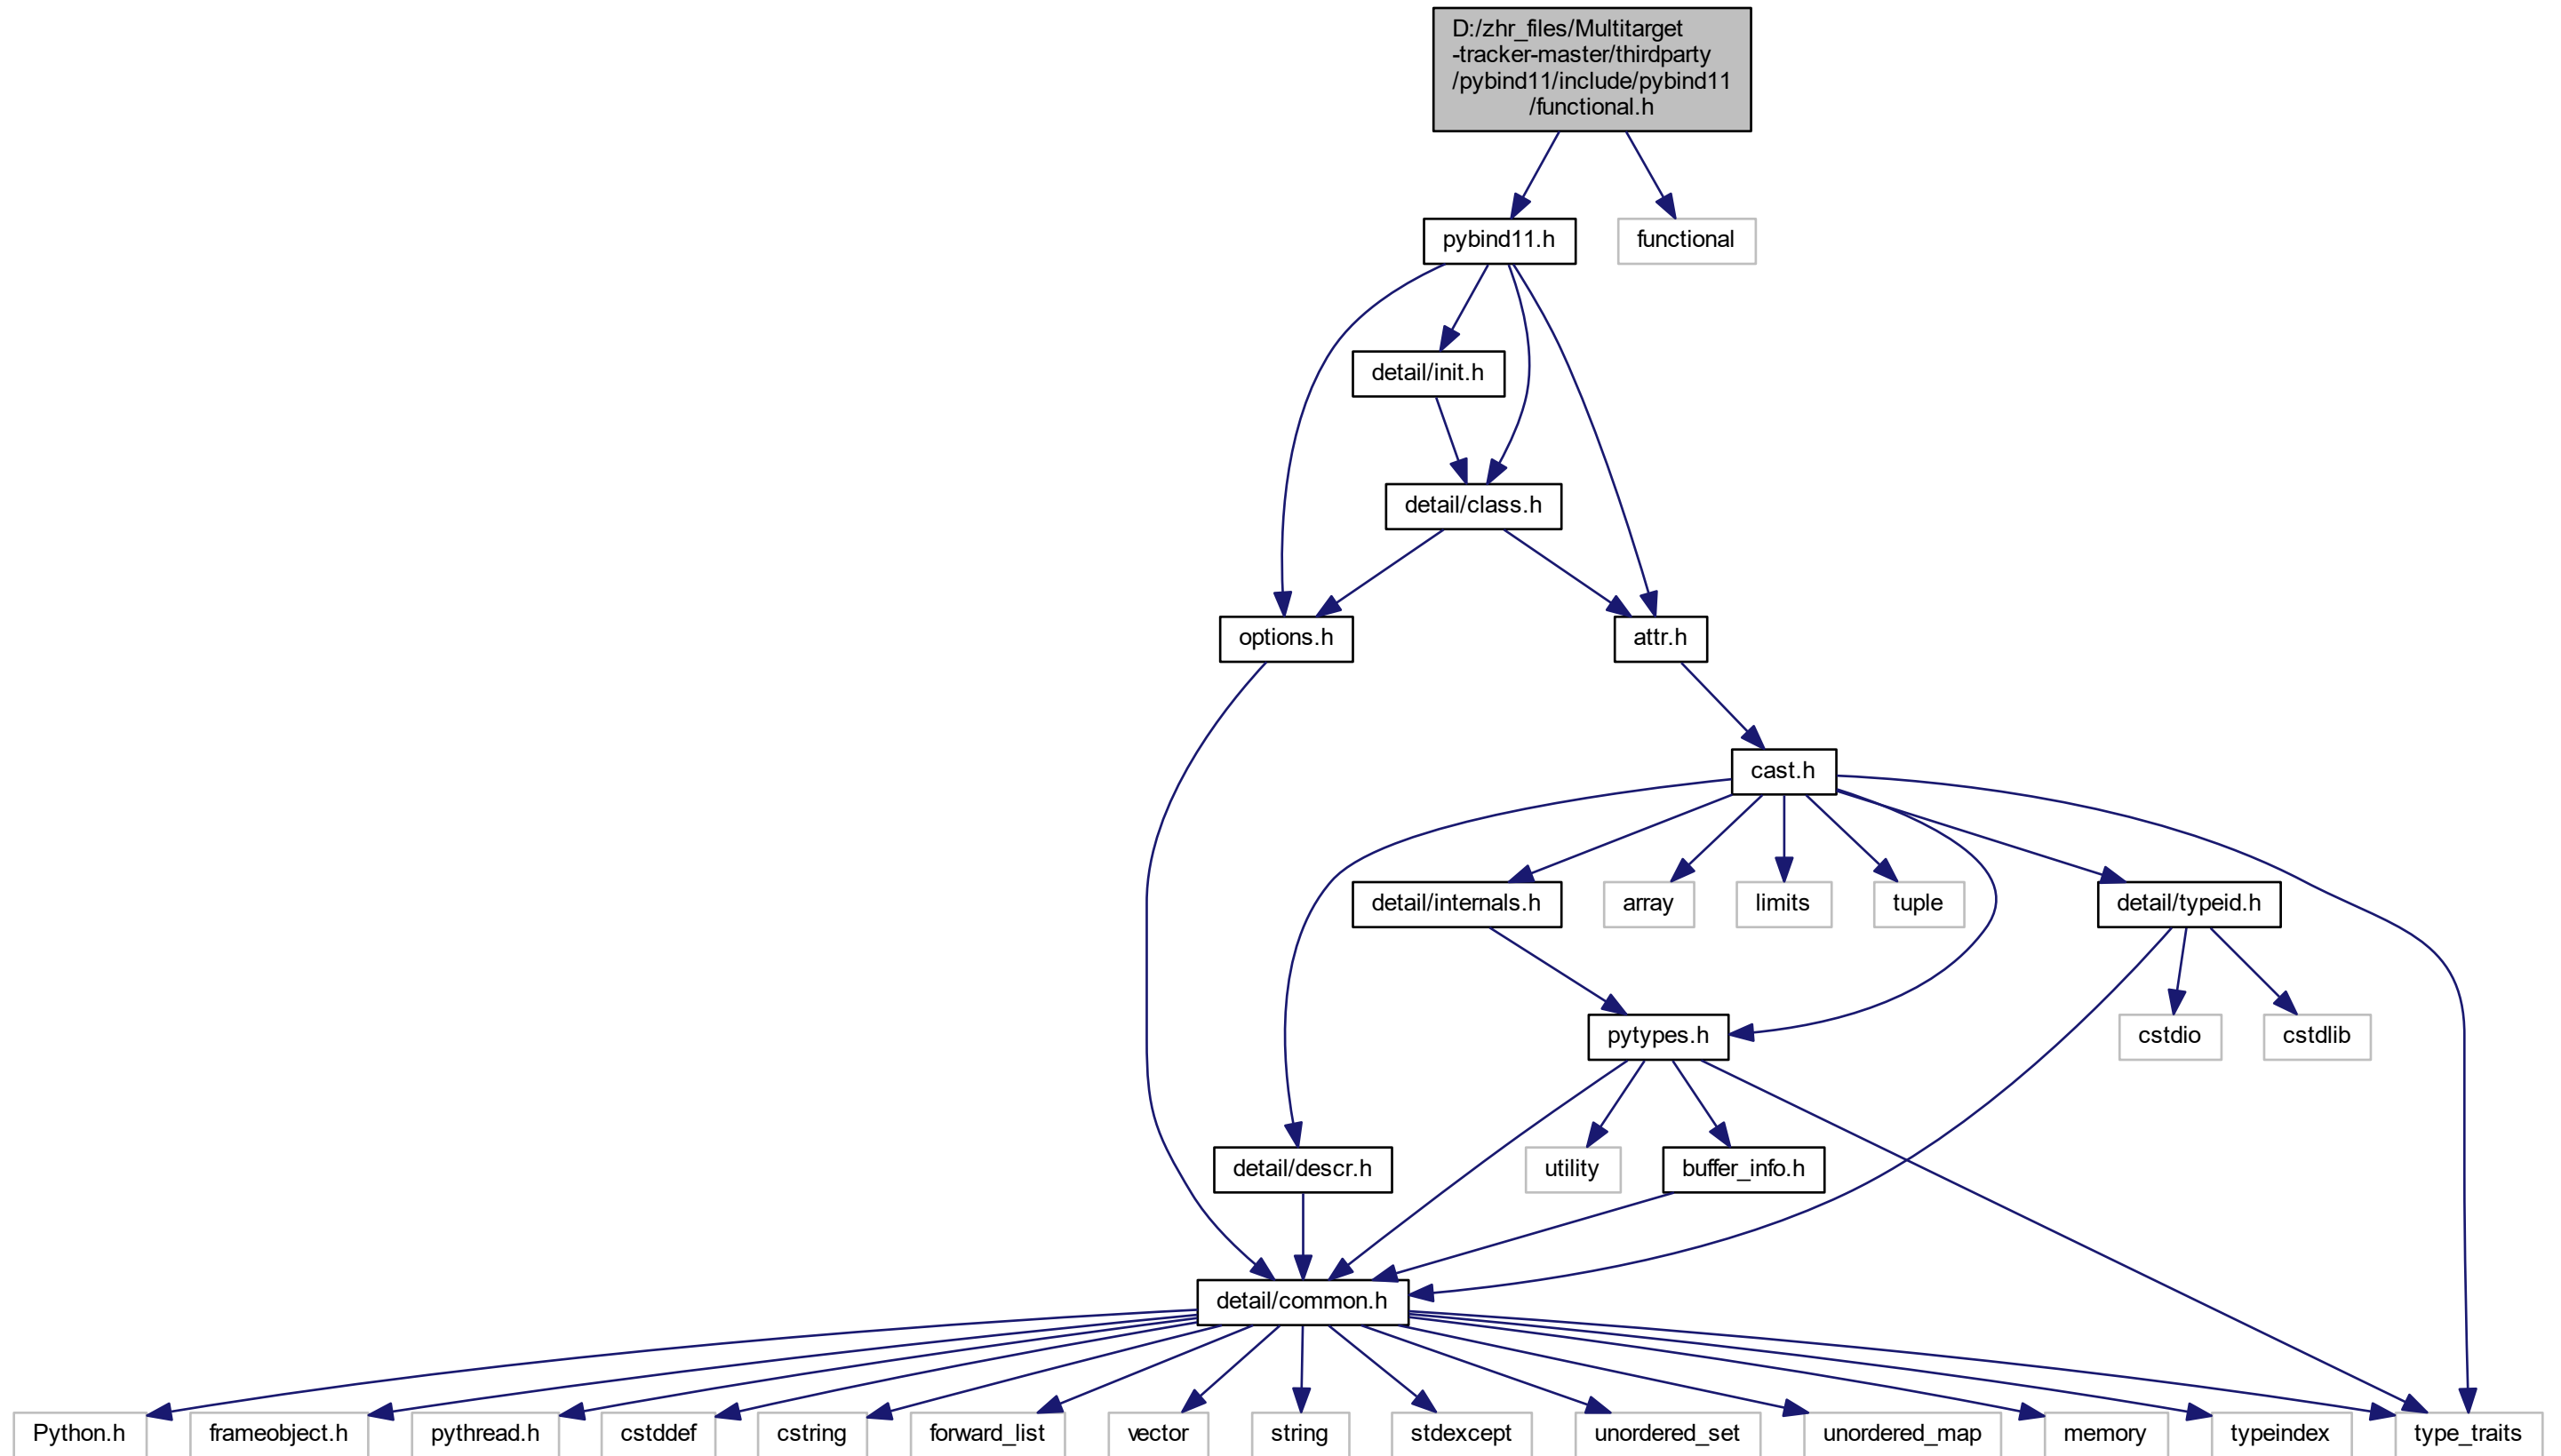 D:/zhr_files/Multitarget
-tracker-master/thirdparty
/pybind11/include/pybind11
/functional.h
pybind11.h
functional
detail/init.h
detail/class.h
options.h
attr.h
cast.h
detail/internals.h
array
limits
tuple
detail/typeid.h
pytypes.h
cstdio
cstdlib
detail/descr.h
utility
buffer_info.h
detail/common.h
Python.h
frameobject.h
pythread.h
cstddef
cstring
forward_list
vector
string
stdexcept
unordered_set
unordered_map
memory
typeindex
type_traits